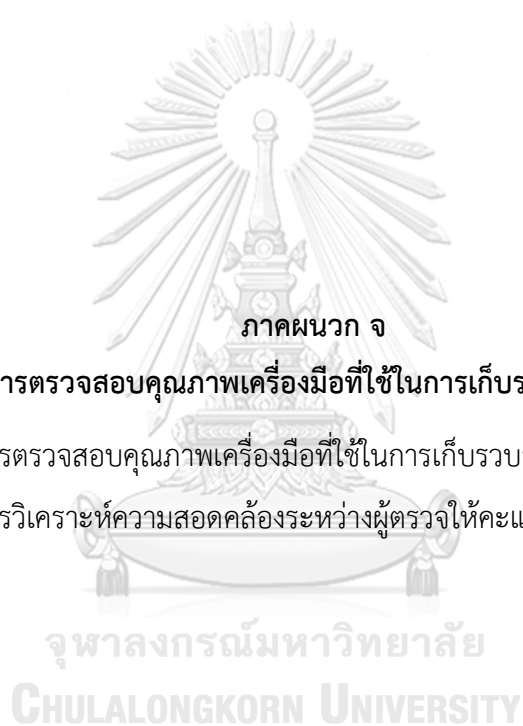 ภาคผนวก จ
การตรวจสอบคุณภาพเครื่องมือที่ใช้ในการเก็บร
รตรวจสอบคุณภาพเครื่องมือที่ใช้ในการเก็บรวบ
รวิเคราะห์ความสอดคล้องระหว่างผู้ตรวจให้คะแ
จุฬาลงกรณ์มหาวิทยาลัย
CHULALONGKORN UNIVERSITY